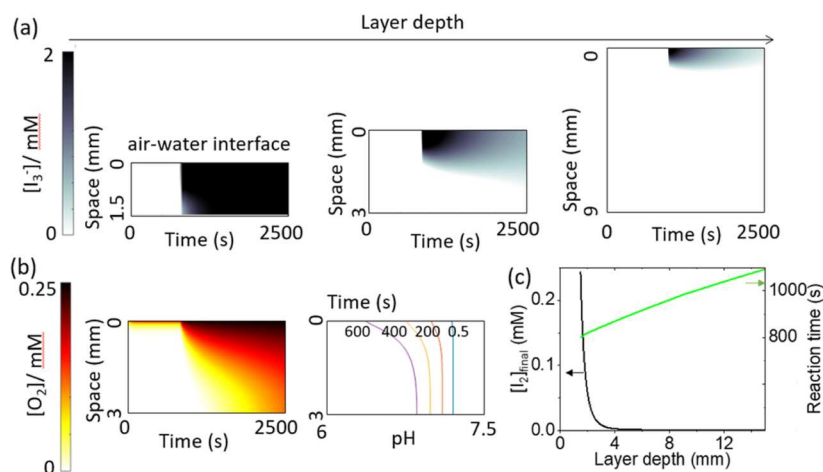 (a)
Layer depth
2
0
[I3-]/ mM
air-water interface
0
1.5
Space (mm)
0
2500
Time (s)
0
3
Space (mm)
0
2500
Time (s)
0
9
Space (mm)
0
2500
Time (s)
(b)
0.25
0
[O2]/ mM
0
3
Space (mm)
0
2500
Time (s)
Time (s)
600 400 200 0.5
0
3
6
7.5
pH
(c)
0.2
0.1
0.0
[I2]final (mM)
1000
800
Reaction time (s)
0
4
8
12
Layer depth (mm)